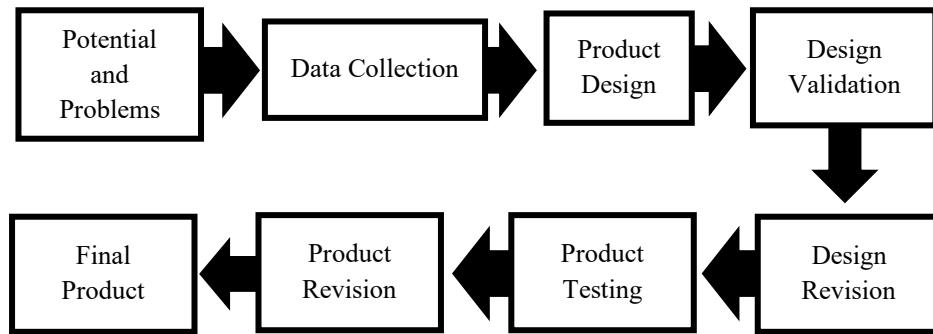 Potential
and
Problems
Data Collection
Product
Design
Design
Validation
Design
Revision
Product
Testing
Product
Revision
Final
Product